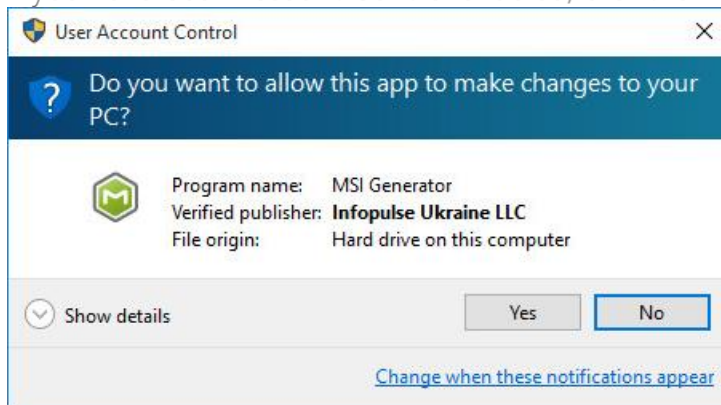 User Account Control
Do you want to allow this app to make changes to your
PC?
Program name: MSI Generator
Verified publisher: Infopulse Ukraine LLC
File origin: Hard drive on this computer
Show details
Yes
No
Change when these notifications appear